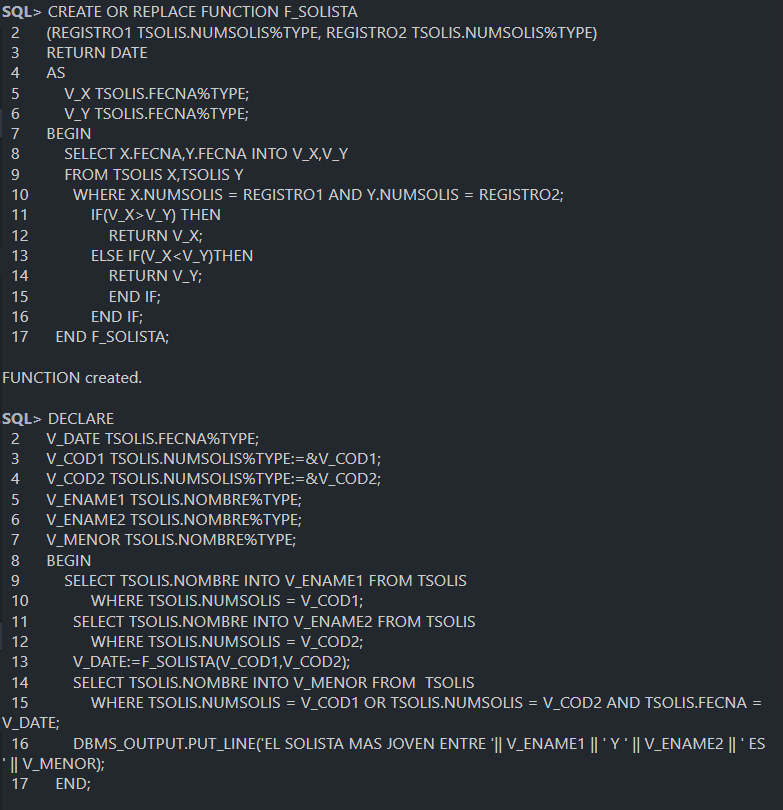 SQL> CREATE OR REPLACE FUNCTION F_SOLISTA
2 (REGISTRO1 TSOLIS.NUMSOLIS%TYPE, REGISTRO2 TSOLIS.NUMSOLIS%TYPE)
3 RETURN DATE
4 AS
5 V_X TSOLIS.FECNA%TYPE;
6 V_Y TSOLIS.FECNA%TYPE;
7 BEGIN
8 SELECT X.FECNA,Y.FECNA INTO V_X,V_Y
9 FROM TSOLIS X,TSOLIS Y
10 WHERE X.NUMSOLIS = REGISTRO1 AND Y.NUMSOLIS = REGISTRO2;
11 IF(V_X>V_Y) THEN
12 RETURN V_X;
13 ELSE IF(V_X<V_Y)THEN
14 RETURN V_Y;
15 END IF;
16 END IF;
17 END F_SOLISTA;
FUNCTION created.
SQL> DECLARE
2 V_DATE TSOLIS.FECNA%TYPE;
3 V_COD1 TSOLIS.NUMSOLIS%TYPE:=&V_COD1;
4 V_COD2 TSOLIS.NUMSOLIS%TYPE:=&V_COD2;
5 V_ENAME1 TSOLIS.NOMBRE%TYPE;
6 V_ENAME2 TSOLIS.NOMBRE%TYPE;
7 V_MENOR TSOLIS.NOMBRE%TYPE;
8 BEGIN
9 SELECT TSOLIS.NOMBRE INTO V_ENAME1 FROM TSOLIS
10 WHERE TSOLIS.NUMSOLIS = V_COD1;
11 SELECT TSOLIS.NOMBRE INTO V_ENAME2 FROM TSOLIS
12 WHERE TSOLIS.NUMSOLIS = V_COD2;
13 V_DATE:=F_SOLISTA(V_COD1,V_COD2);
14 SELECT TSOLIS.NOMBRE INTO V_MENOR FROM TSOLIS
15 WHERE TSOLIS.NUMSOLIS = V_COD1 OR TSOLIS.NUMSOLIS = V_COD2 AND TSOLIS.FECNA =
V_DATE;
16 DBMS_OUTPUT.PUT_LINE('EL SOLISTA MAS JOVEN ENTRE '|| V_ENAME1 || ' Y ' || V_ENAME2 || ' ES
' || V_MENOR);
17 END;